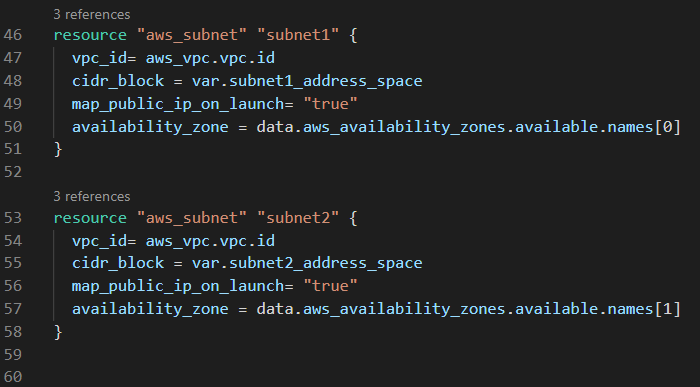 3 references
46 resource "aws_subnet" "subnet1" {
47 vpc_id= aws_vpc.vpc.id
48 cidr_block = var.subnet1_address_space
49 map_public_ip_on_launch= "true"
50 availability_zone = data.aws_availability_zones.available.names[0]
51 }
52
3 references
53 resource "aws_subnet" "subnet2" {
54 vpc_id= aws_vpc.vpc.id
55 cidr_block = var.subnet2_address_space
56 map_public_ip_on_launch= "true"
57 availability_zone = data.aws_availability_zones.available.names[1]
58 }
59
60